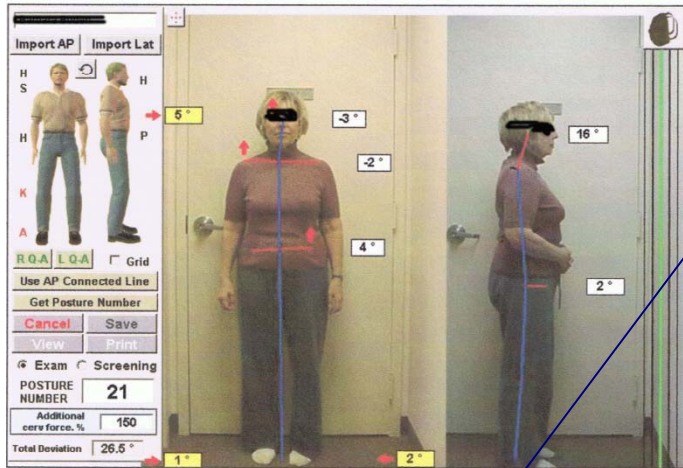 Import AP Import Lat
H
S
H
K
A
H
P
R Q-A L Q-A Grid
Use AP Connected Line
Get Posture Number
Cancel Save
View Print
Exam Screening
POSTURE
NUMBER 21
Additional
cerv force. % 150
Total Deviation 26.5 °
5 °
-3 °
-2 °
4 °
1 °
2 °
16 °
2 °